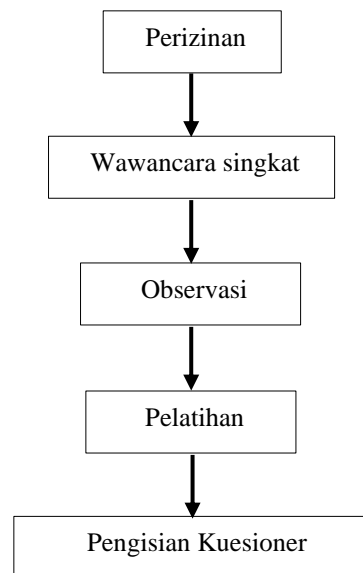 Perizinan
Wawancara singkat
Observasi
Pelatihan
Pengisian Kuesioner